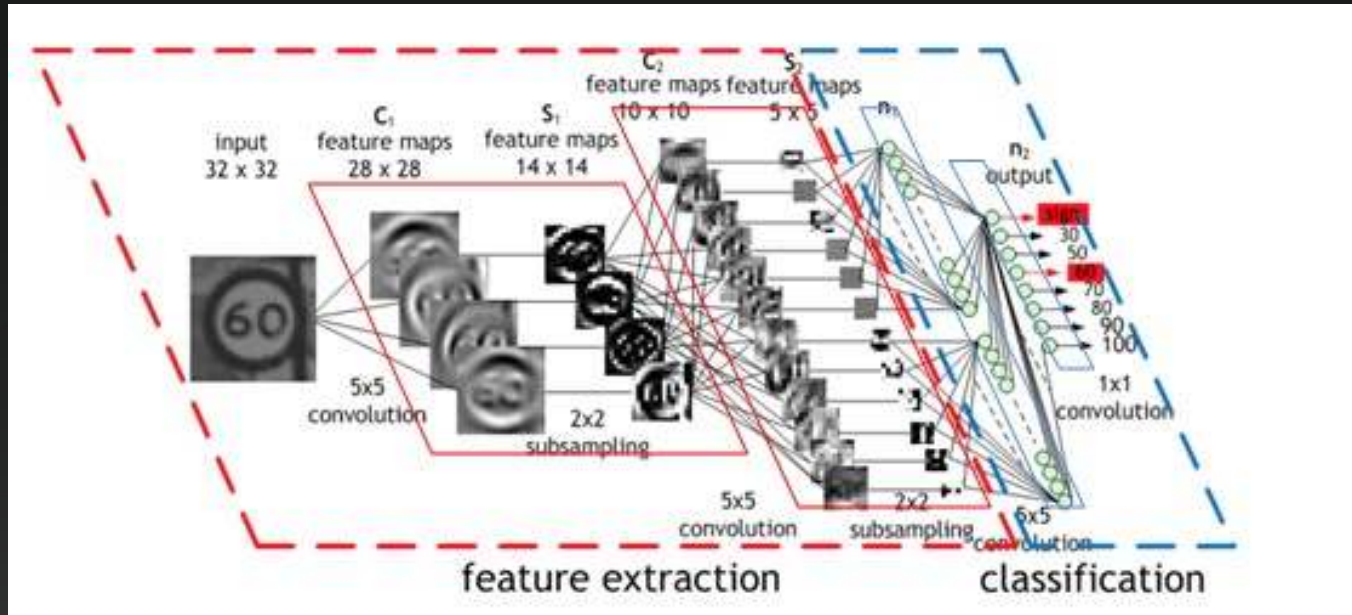 input
32 x 32
C₁
feature maps
28 x 28
S₁
feature maps
14 x 14
C₂
feature maps
10 x 10
S₂
feature maps
5 x 5
n₁
n₂
output
60
30
50
60
70
80
90
100
5x5
convolution
2x2
subsampling
5x5
convolution
2x2
subsampling
5x5
convolution
1x1
convolution
feature extraction
classification